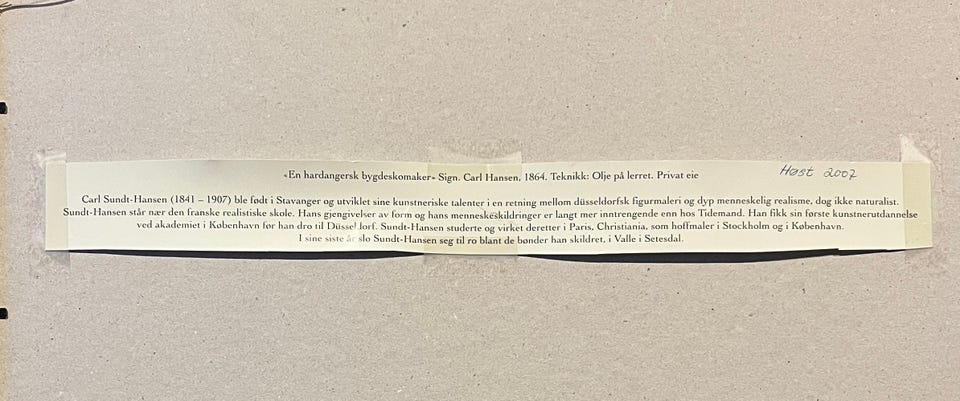 «En hardangersk bygdeskomaker» Sign. Carl Hansen, 1864. Teknikk: Olje på lerret. Privat eie
Høst 2007
Carl Sundt-Hansen (1841 – 1907) ble født i Stavanger og utviklet sine kunstneriske talenter i en retning mellom düsseldorfsk figurmaleri og dyp menneskelig realisme, dog ikke naturalist.
Sundt-Hansen står nær den franske realistiske skole. Hans gjengivelser av form og hans menneskeskildringer er langt mer inntrengende enn hos Tidemand. Han fikk sin første kunstnerutdannelse
ved akademiet i København før han dro til Düsseldorf. Sundt-Hansen studerte og virket deretter i Paris, Christiania, som hoffmaler i Stockholm og i København.
I sine siste år slo Sundt-Hansen seg til ro blant de bønder han skildret, i Valle i Setesdal.